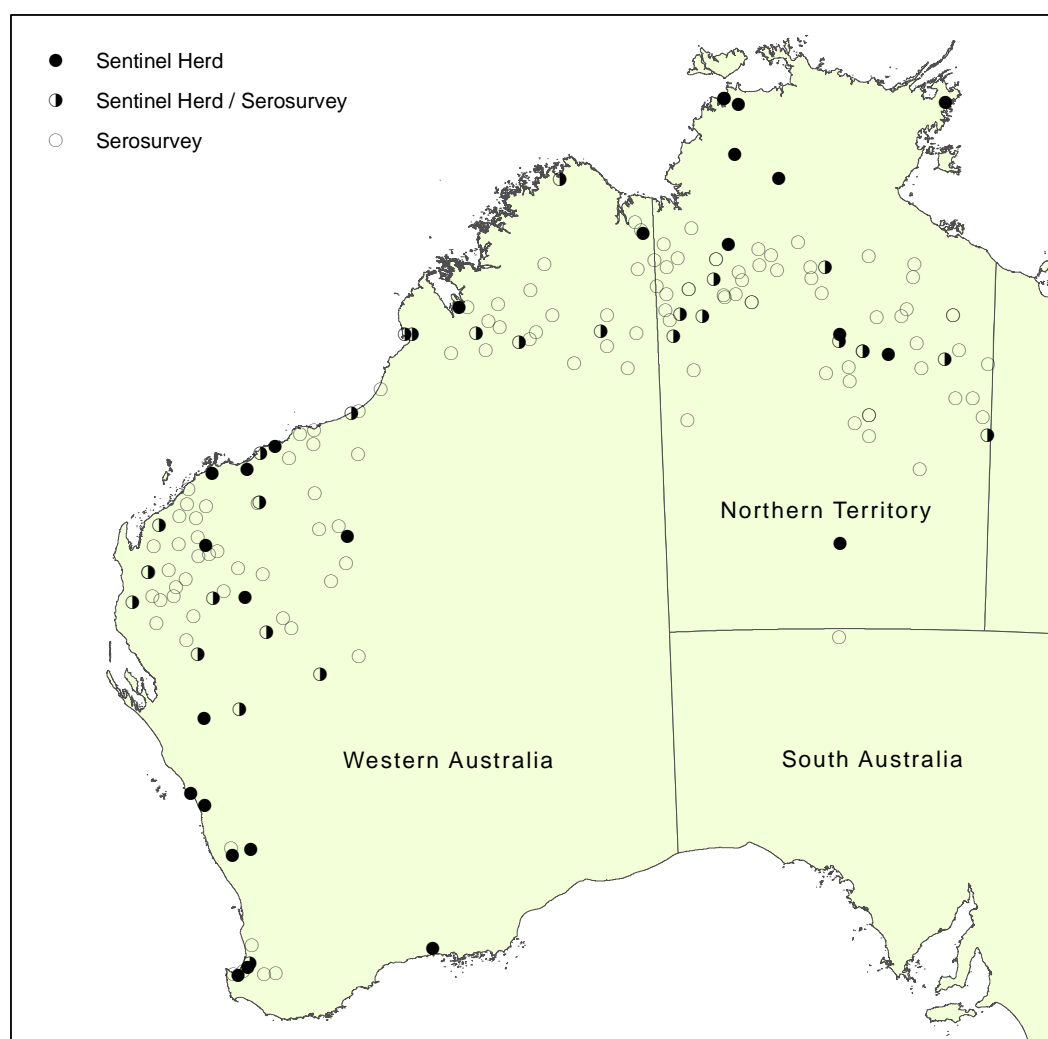 Sentinel Herd
Sentinel Herd / Serosurvey
Serosurvey
Northern Territory
Western Australia
South Australia